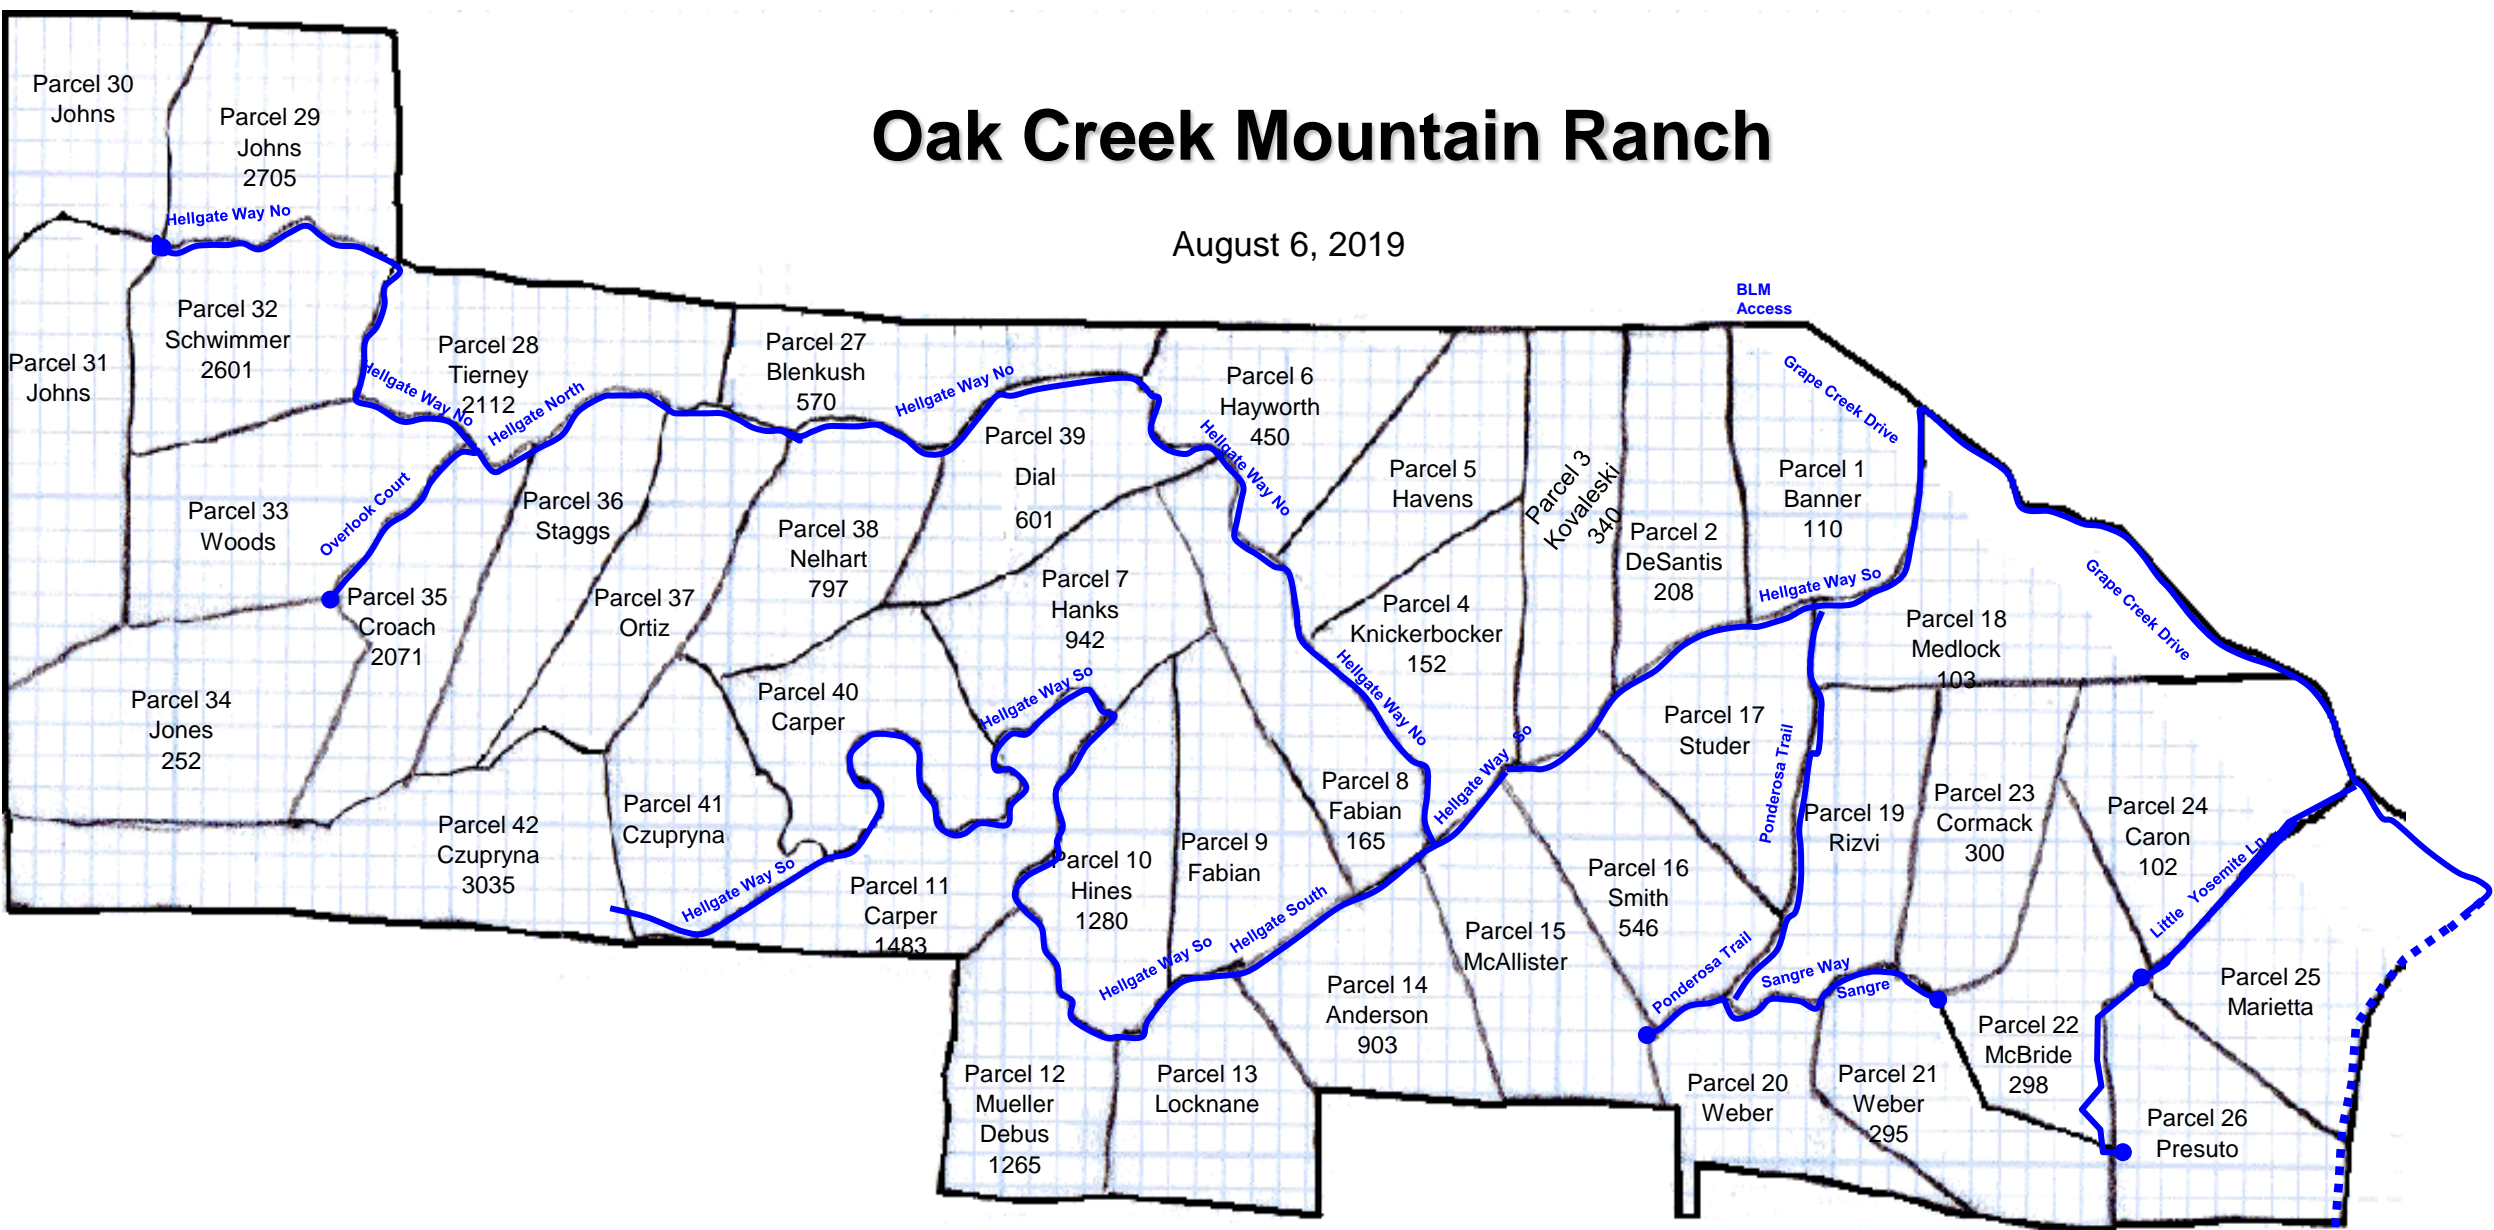 Oak Creek Mountain Ranch
August 6, 2019
Parcel 30
Johns
Parcel 29
Johns
2705
Hellgate Way No
Parcel 31
Johns
Parcel 32
Schwimmer
2601
Parcel 28
Tierney
2112
Hellgate Way No
Hellgate North
Parcel 27
Blenkush
570
Hellgate Way No
Parcel 39
Dial
601
Parcel 6
Hayworth
450
Hellgate Way No
Parcel 5
Havens
Parcel 3
Kovaleski
340
Parcel 2
DeSantis
208
BLM
Access
Grape Creek Drive
Parcel 1
Banner
110
Hellgate Way So
Grape Creek Drive
Parcel 33
Woods
Overlook Court
Parcel 36
Staggs
Parcel 38
Nelhart
797
Parcel 35
Croach
2071
Parcel 37
Ortiz
Parcel 7
Hanks
942
Parcel 4
Knickerbocker
152
Hellgate Way No
Parcel 18
Medlock
103
Parcel 34
Jones
252
Parcel 40
Carper
Hellgate Way So
Parcel 17
Studer
Ponderosa Trail
Parcel 42
Czupryna
3035
Parcel 41
Czupryna
Hellgate Way So
Parcel 11
Carper
1483
Parcel 10
Hines
1280
Parcel 9
Fabian
Parcel 8
Fabian
165
Hellgate Way So
Hellgate South
Hellgate Way So
Parcel 16
Smith
546
Parcel 19
Rizvi
Parcel 23
Cormack
300
Parcel 24
Caron
102
Little Yosemite Ln
Parcel 15
McAllister
Parcel 14
Anderson
903
Ponderosa Trail
Sangre Way
Sangre
Parcel 25
Marietta
Parcel 12
Mueller
Debus
1265
Parcel 13
Locknane
Parcel 20
Weber
Parcel 21
Weber
295
Parcel 22
McBride
298
Parcel 26
Presuto